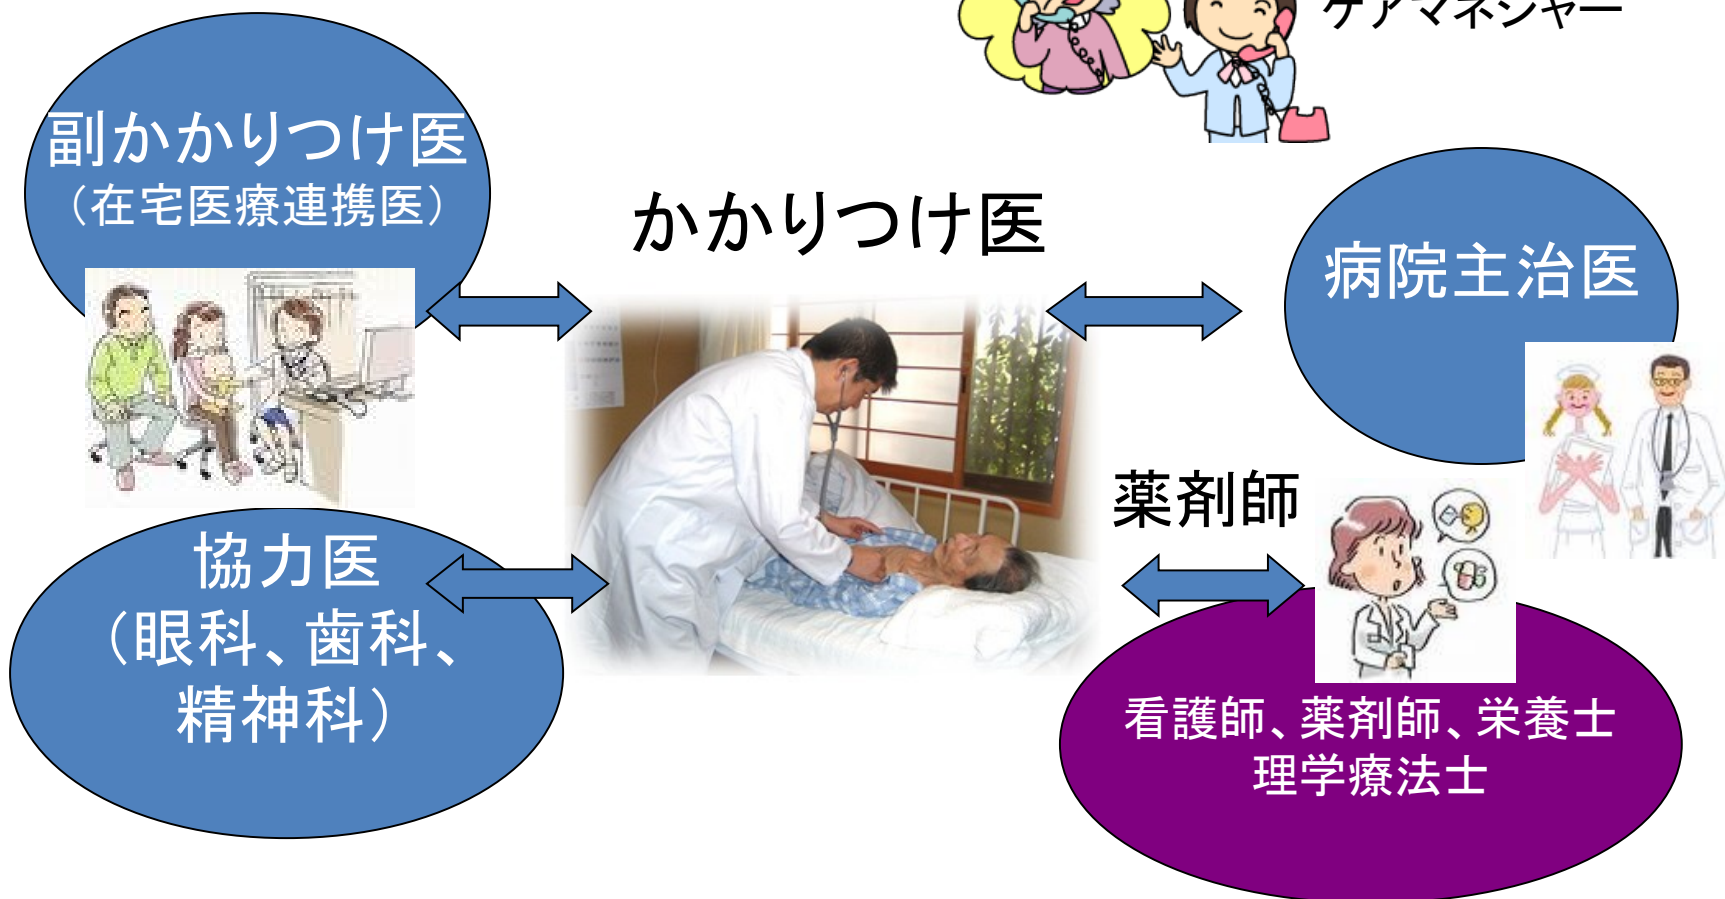 ケアマネジャー
副かかりつけ医
（在宅医療連携医）
かかりつけ医
病院主治医
薬剤師
協力医
（眼科、歯科、
精神科）
看護師、薬剤師、栄養士
理学療法士